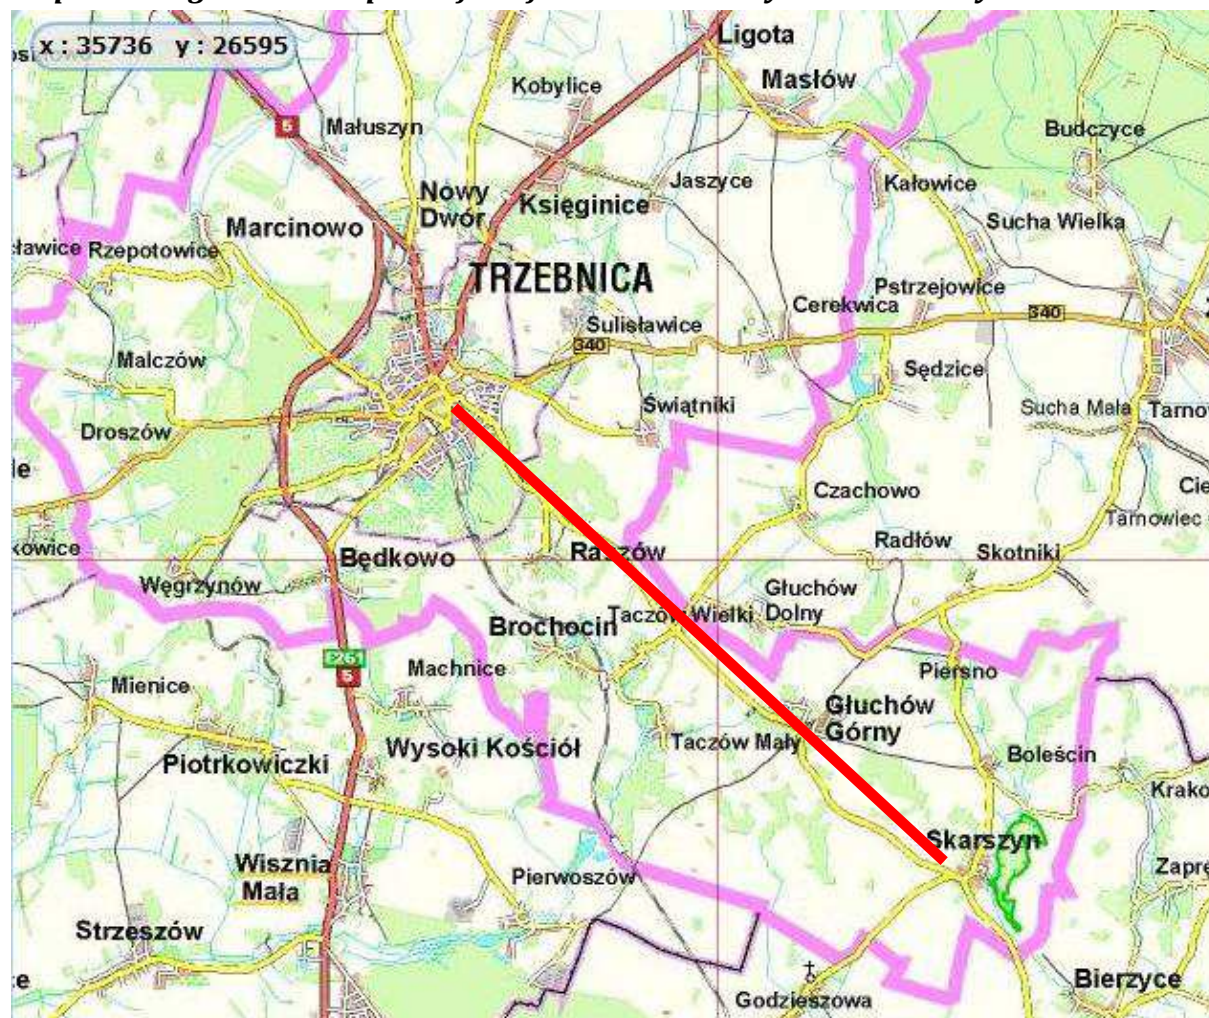 x : 35736 y : 26595
Ligota
Masłów
Kobylice
5
Małuszyn
Budczyce
Jaszyce
Kałowice
Nowy
Dwór
Księginice
Marcinowo
Sucha Wielka
Rzepotowice
TRZEBNICA
Pstrzejowice
Cerekwica
340
Sulisławice
340
Malczów
Sędzice
Świątniki
Sucha Mała
Droszów
Czachowo
Radłów
Skotniki
Będkowo
Raszów
Węgrzynów
Głuchów
Dolny
Taczów Wielki
Brochocin
E261
5
Machnice
Piersno
Mienice
Głuchów
Górny
Taczów Mały
Wysoki Kościół
Piotrkowiczki
Boleścin
Skarszyn
Wisznia
Mała
Pierwoszów
Strzeszów
Bierzyce
Godzieszowa